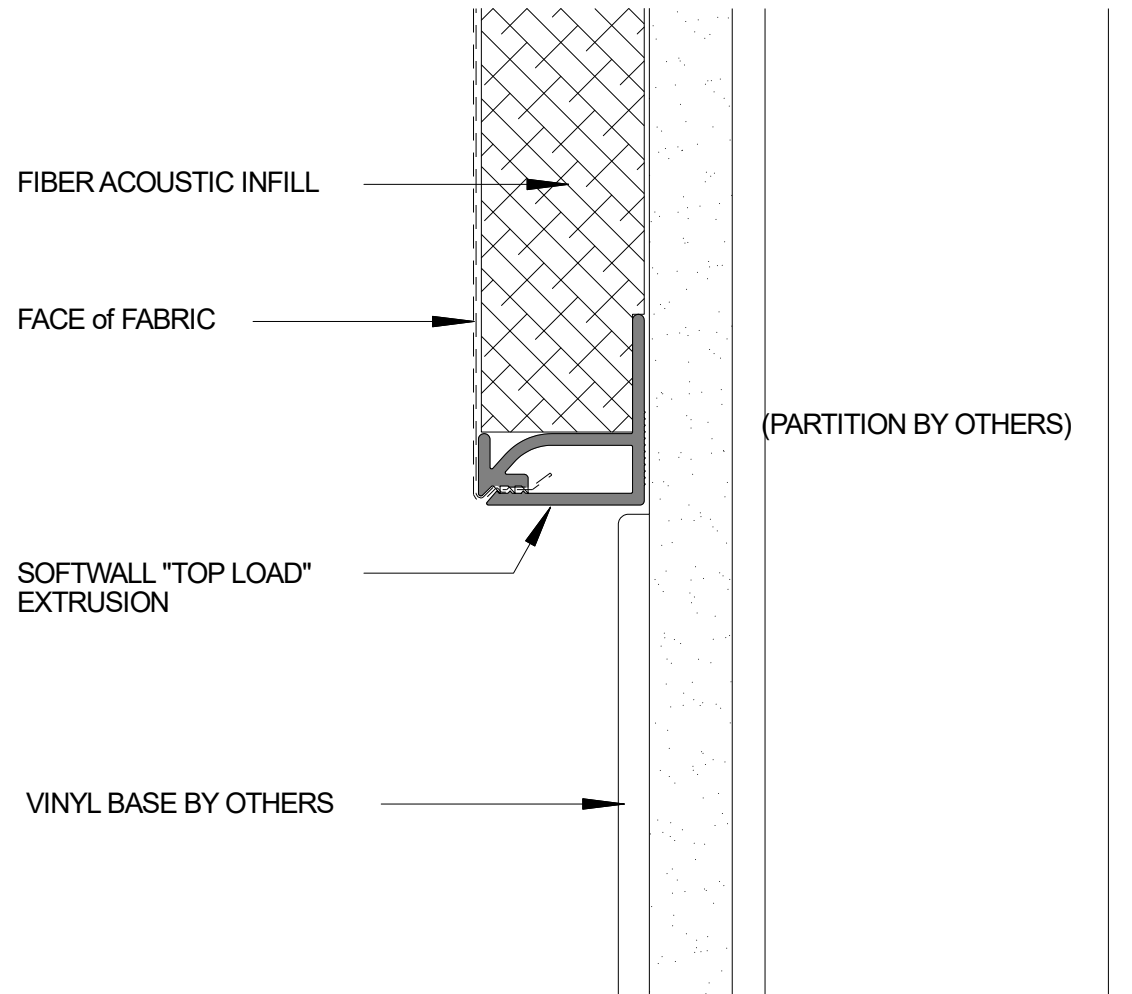 FIBER ACOUSTIC INFILL
FACE of FABRIC
(PARTITION BY OTHERS)
SOFTWALL "TOP LOAD"
EXTRUSION
VINYL BASE BY OTHERS